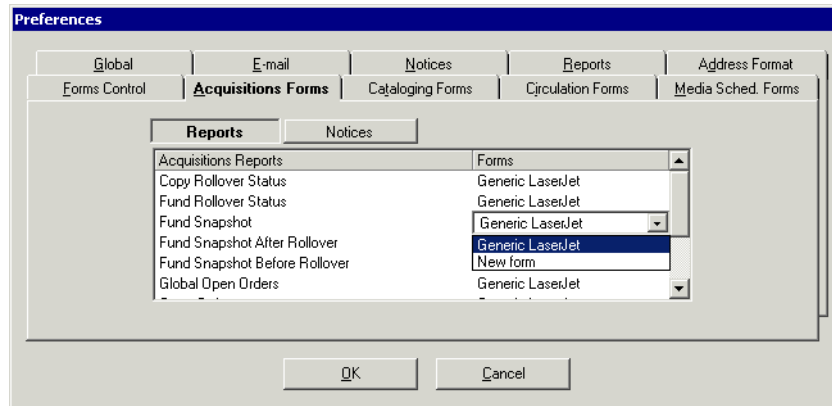 Preferences
Global E-mail Notices Reports Address Format
Forms Control Acquisitions Forms Cataloging Forms Circulation Forms Media Sched. Forms
Reports Notices
Acquisitions Reports Forms
Copy Rollover Status Generic LaserJet
Fund Rollover Status Generic LaserJet
Fund Snapshot Generic LaserJet
Fund Snapshot After Rollover Generic LaserJet
Fund Snapshot Before Rollover New form
Global Open Orders Generic LaserJet
OK Cancel